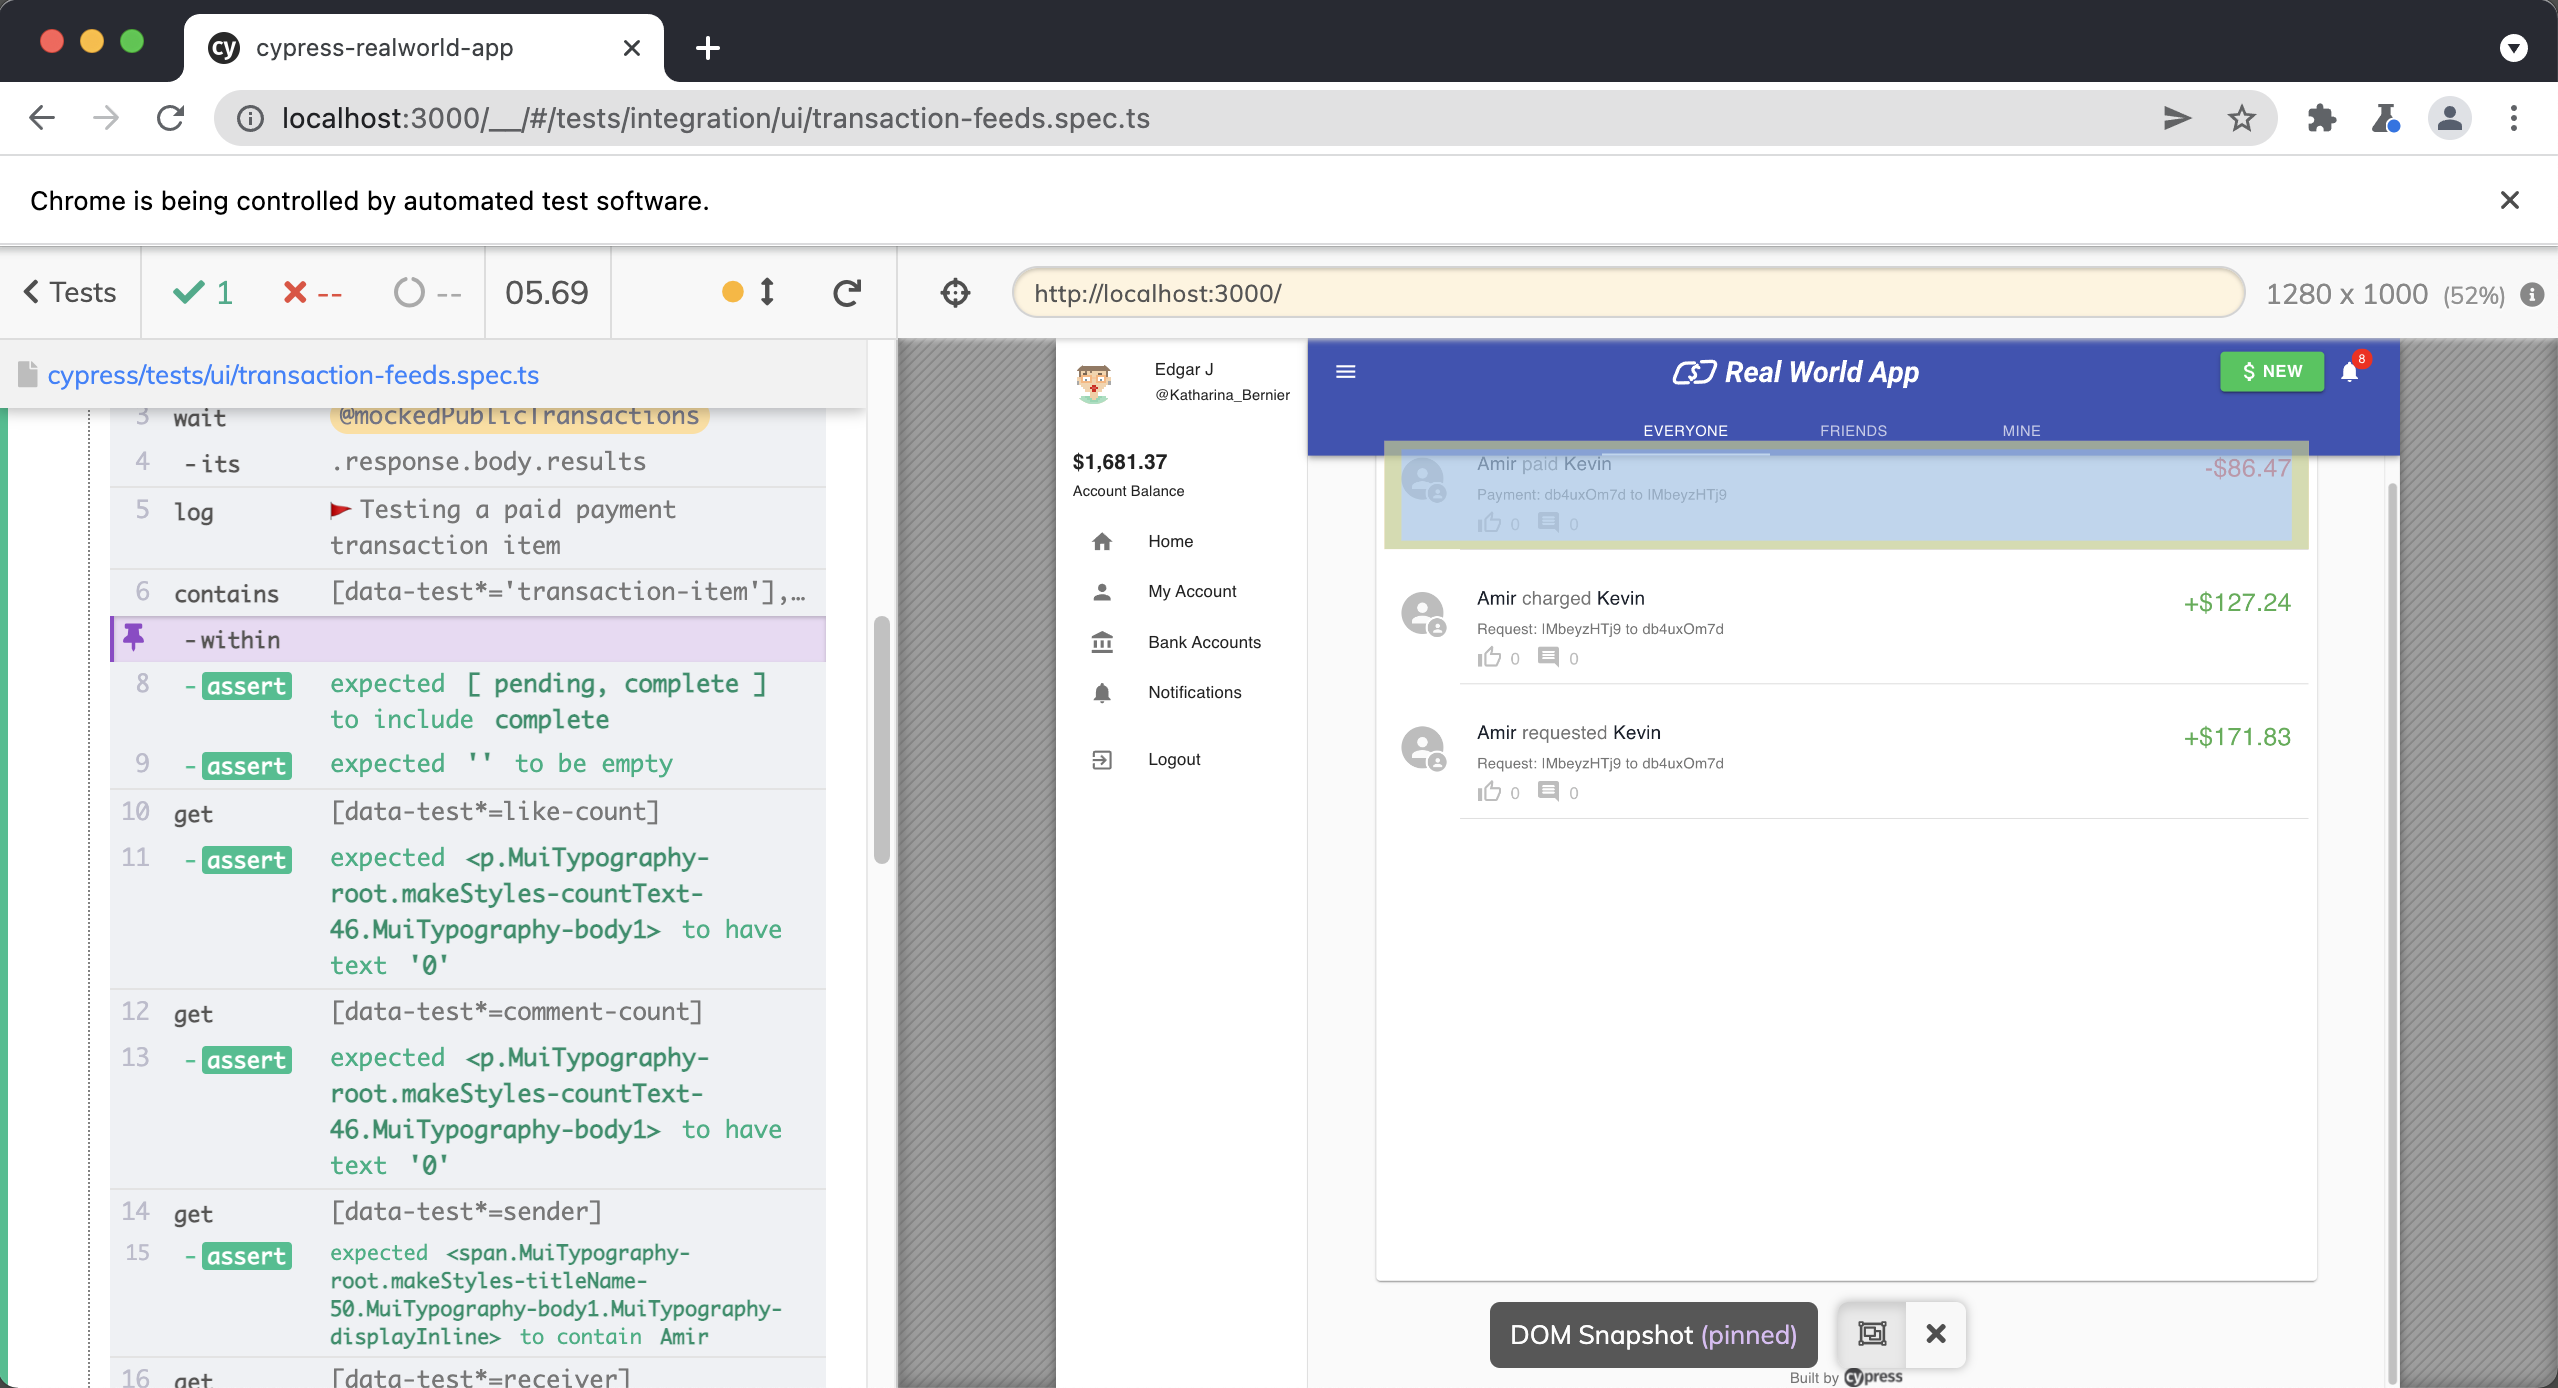 cy cypress-realworld-app
localhost:3000/__/#/tests/integration/ui/transaction-feeds.spec.ts
Chrome is being controlled by automated test software.
Tests 1 -- -- 05.69
http://localhost:3000/ 1280 x 1000 (52%)
cypress/tests/ui/transaction-feeds.spec.ts
3 wait @mockedPublicTransactions
4 -its .response.body.results
5 log Testing a paid payment
transaction item
6 contains [data-test*='transaction-item'],…
-within
8 -assert expected [ pending, complete ]
to include complete
9 -assert expected '' to be empty
10 get [data-test*=like-count]
11 -assert expected <p.MuiTypography-
root.makeStyles-countText-
46.MuiTypography-body1> to have
text '0'
12 get [data-test*=comment-count]
13 -assert expected <p.MuiTypography-
root.makeStyles-countText-
46.MuiTypography-body1> to have
text '0'
14 get [data-test*=sender]
15 -assert expected <span.MuiTypography-
root.makeStyles-titleName-
50.MuiTypography-body1.MuiTypography-
displayInline> to contain Amir
16 get [data-test*=receiver]
Edgar J
@Katharina_Bernier
$1,681.37
Account Balance
Home
My Account
Bank Accounts
Notifications
Logout
Real World App
$ NEW
8
EVERYONE FRIENDS MINE
Amir paid Kevin -$86.47
Payment: db4uxOm7d to IMbeyzHTj9
0 0
Amir charged Kevin +$127.24
Request: IMbeyzHTj9 to db4uxOm7d
0 0
Amir requested Kevin +$171.83
Request: IMbeyzHTj9 to db4uxOm7d
0 0
DOM Snapshot (pinned)
Built by cypress